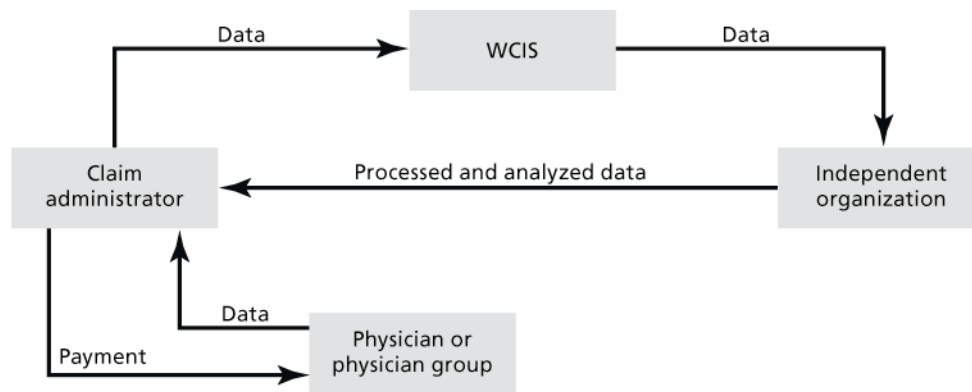 Data
WCIS
Data
Claim
administrator
Processed and analyzed data
Independent
organization
Data
Physician or
physician group
Payment